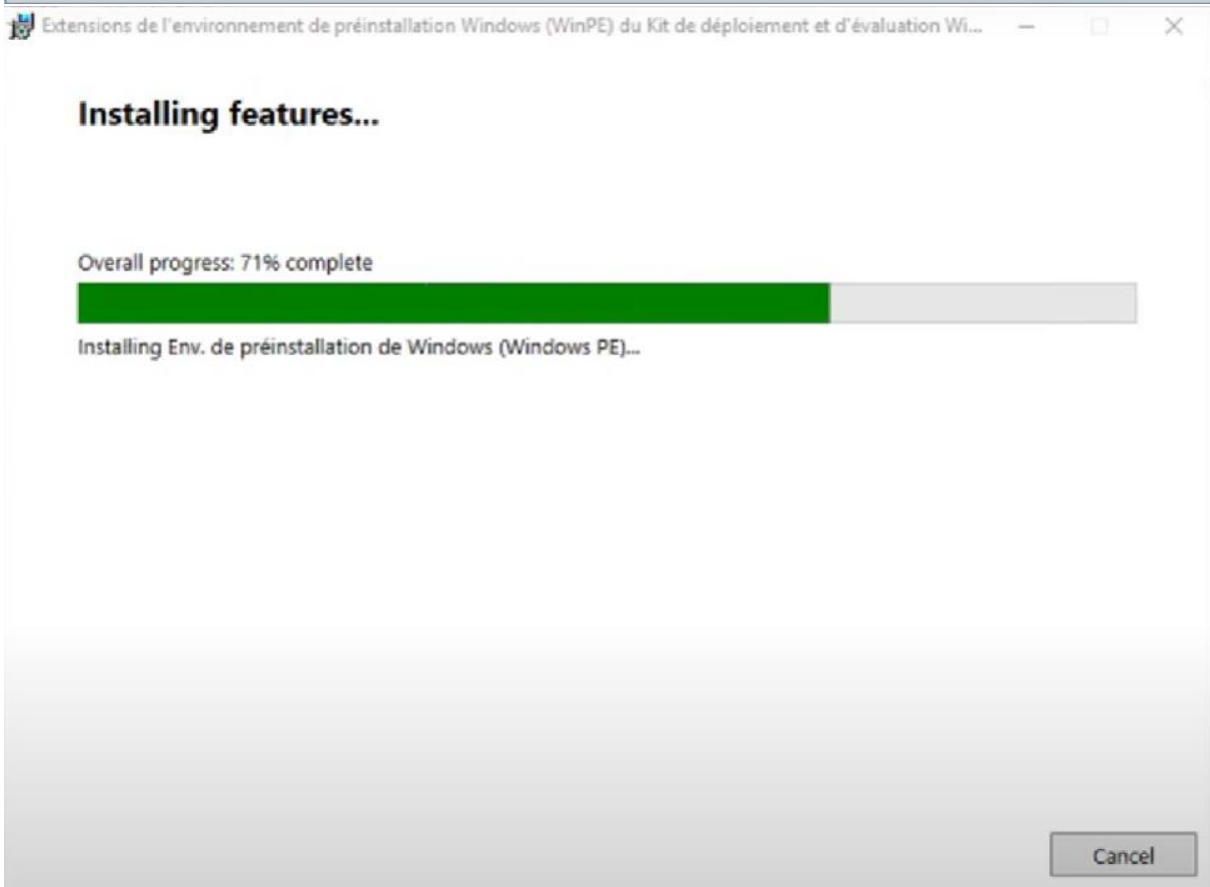 Extensions de l'environnement de préinstallation Windows (WinPE) du Kit de déploiement et d'évaluation Wi...
Installing features...
Overall progress: 71% complete
Installing Env. de préinstallation de Windows (Windows PE)...
Cancel